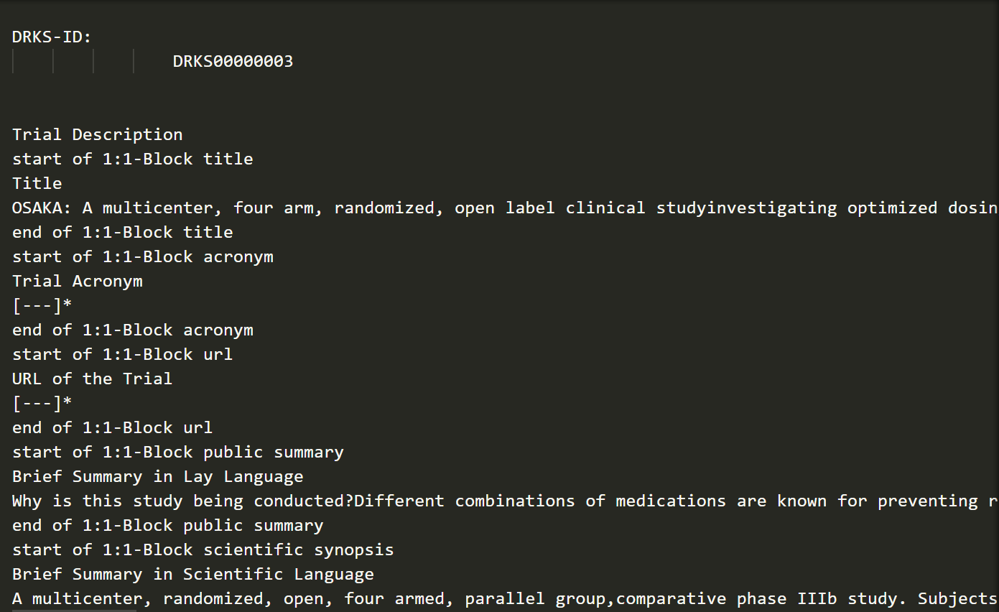 DRKS-ID:
DRKS00000003
Trial Description
start of 1:1-Block title
Title
OSAKA: A multicenter, four arm, randomized, open label clinical studyinvestigating optimized dosin
end of 1:1-Block title
start of 1:1-Block acronym
Trial Acronym
[---]*
end of 1:1-Block acronym
start of 1:1-Block url
URL of the Trial
[---]*
end of 1:1-Block url
start of 1:1-Block public summary
Brief Summary in Lay Language
Why is this study being conducted?Different combinations of medications are known for preventing r
end of 1:1-Block public summary
start of 1:1-Block scientific synopsis
Brief Summary in Scientific Language
A multicenter, randomized, open, four armed, parallel group,comparative phase IIIb study. Subjects